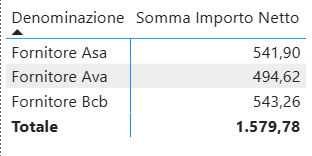 Denominazione Somma Importo Netto
Fornitore Asa 541,90
Fornitore Ava 494,62
Fornitore Bcb 543,26
Totale 1.579,78